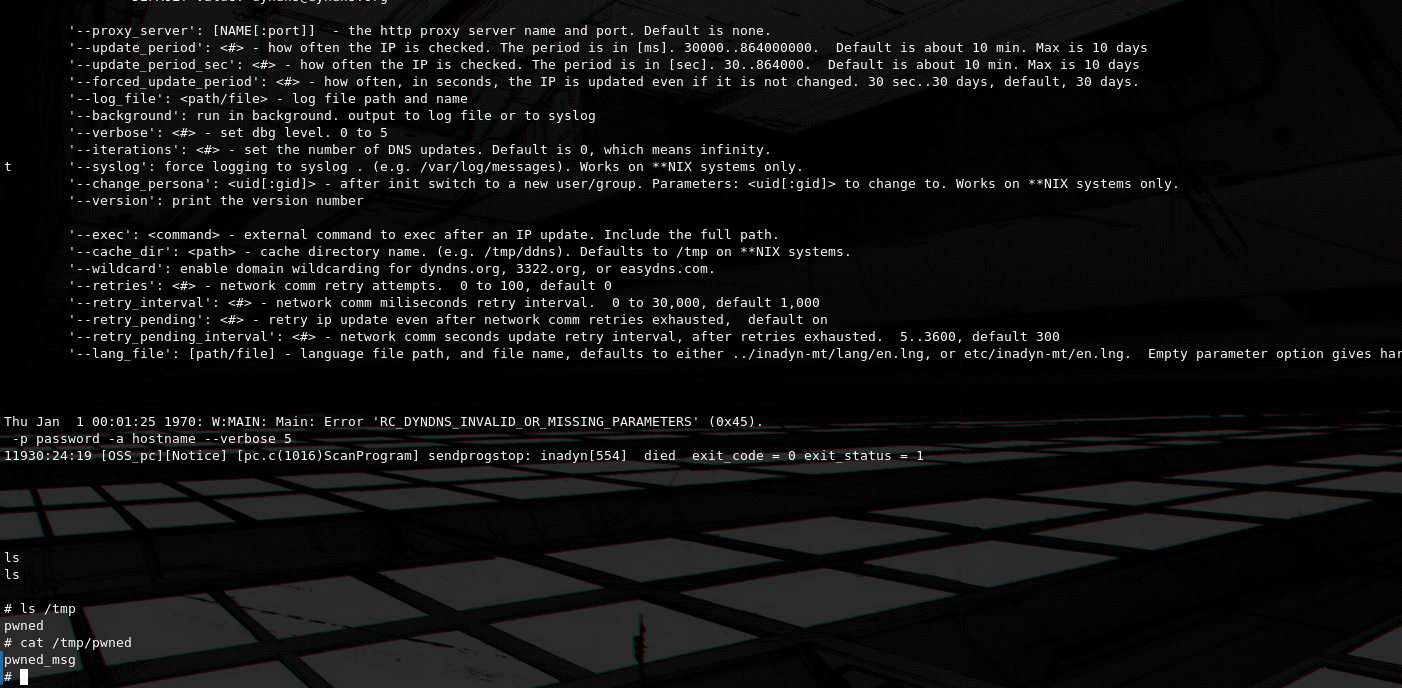 '--proxy_server': [NAME[:port]]  - the http proxy server name and port. Default is none.
'--update_period': <#> - how often the IP is checked. The period is in [ms]. 30000..864000000.  Default is about 10 min. Max is 10 days
'--update_period_sec': <#> - how often the IP is checked. The period is in [sec]. 30..864000.  Default is about 10 min. Max is 10 days
'--forced_update_period': <#> - how often, in seconds, the IP is updated even if it is not changed. 30 sec..30 days, default, 30 days.
'--log_file': <path/file> - log file path and name
'--background': run in background. output to log file or to syslog
'--verbose': <#> - set dbg level. 0 to 5
'--iterations': <#> - set the number of DNS updates. Default is 0, which means infinity.
t       '--syslog': force logging to syslog . (e.g. /var/log/messages). Works on **NIX systems only.
'--change_persona': <uid[:gid]> - after init switch to a new user/group. Parameters: <uid[:gid]> to change to. Works on **NIX systems only.
'--version': print the version number
'--exec': <command> - external command to exec after an IP update. Include the full path.
'--cache_dir': <path> - cache directory name. (e.g. /tmp/ddns). Defaults to /tmp on **NIX systems.
'--wildcard': enable domain wildcarding for dyndns.org, 3322.org, or easydns.com.
'--retries': <#> - network comm retry attempts.  0 to 100, default 0
'--retry_interval': <#> - network comm miliseconds retry interval.  0 to 30,000, default 1,000
'--retry_pending': <#> - retry ip update even after network comm retries exhausted,  default on
'--retry_pending_interval': <#> - network comm seconds update retry interval, after retries exhausted.  5..3600, default 300
'--lang_file': [path/file] - language file path, and file name, defaults to either ../inadyn-mt/lang/en.lng, or etc/inadyn-mt/en.lng.  Empty parameter option gives har
Thu Jan  1 00:01:25 1970: W:MAIN: Main: Error 'RC_DYNDNS_INVALID_OR_MISSING_PARAMETERS' (0x45).
-p password -a hostname --verbose 5
11930:24:19 [OSS_pc][Notice] [pc.c(1016)ScanProgram] sendprogstop: inadyn[554]  died  exit_code = 0 exit_status = 1
ls
ls
# ls /tmp
pwned
# cat /tmp/pwned
pwned_msg
#